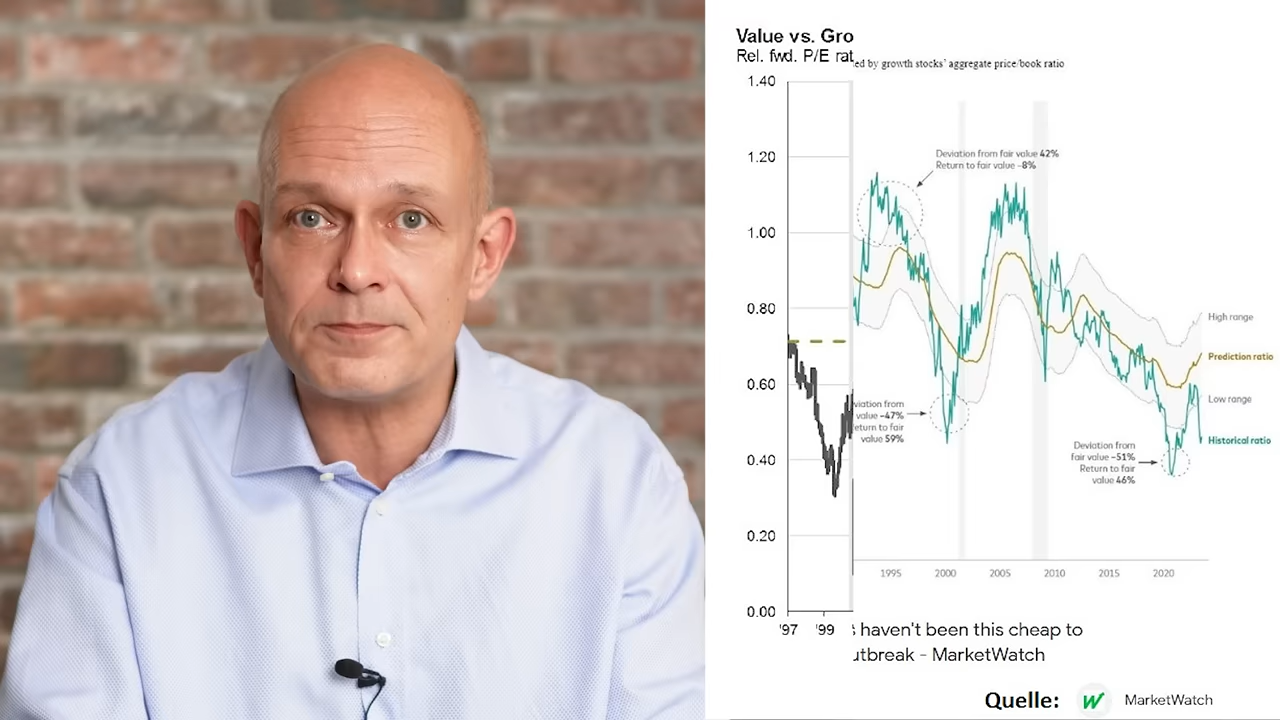 Value vs. Gro
Rel. fwd. P/E rat
ed by growth stocks' aggregate price/book ratio
1.40
1.20
1.00
0.80
0.60
0.40
0.20
0.00
'97 '99
Deviation from fair value 42%
Return to fair value -8%
viation from
value -47%
eturn to fair
value 59%
Deviation from
fair value -51%
Return to fair
value 46%
High range
Prediction ratio
Low range
Historical ratio
1995 2000 2005 2010 2015 2020
s haven't been this cheap to
utbreak - MarketWatch
Quelle: MarketWatch